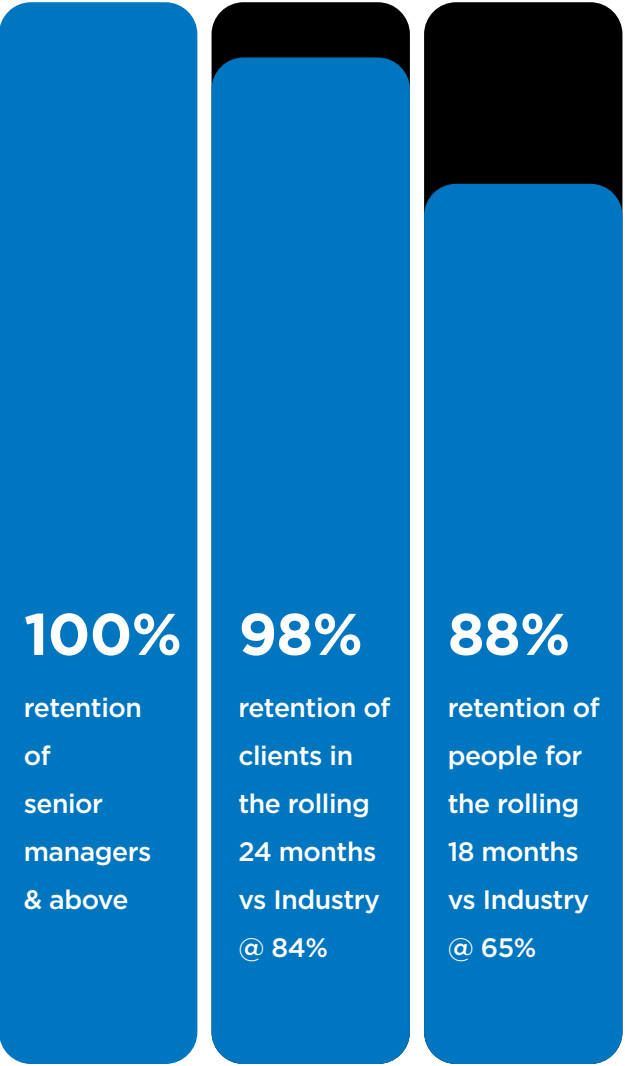 100%
retention
of
senior
managers
& above
98%
retention of
clients in
the rolling
24 months
vs Industry
@ 84%
88%
retention of
people for
the rolling
18 months
vs Industry
@ 65%